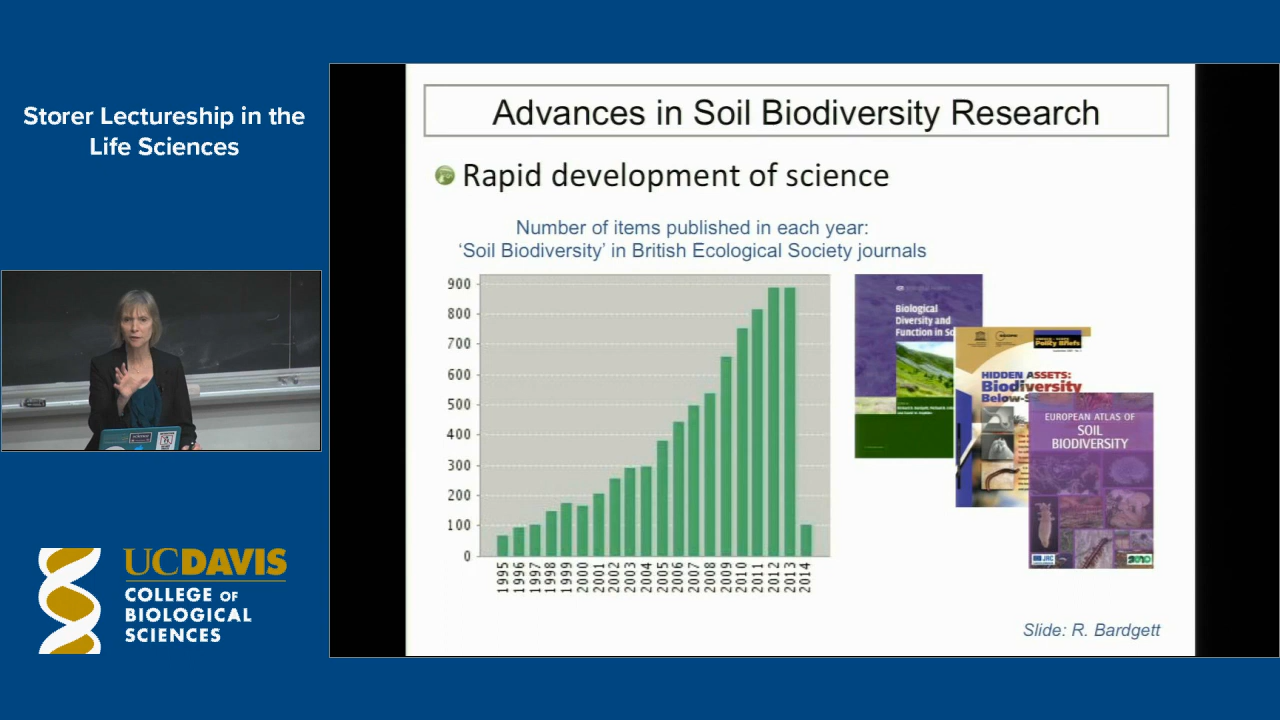 Storer Lectureship in the
Life Sciences
UCDAVIS
COLLEGE OF
BIOLOGICAL
SCIENCES
Advances in Soil Biodiversity Research
Rapid development of science
Number of items published in each year:
‘Soil Biodiversity’ in British Ecological Society journals
900
800
700
600
500
400
300
200
100
0
1995
1996
1997
1998
1999
2000
2001
2002
2003
2004
2005
2006
2007
2008
2009
2010
2011
2012
2013
2014
Biological
Diversity and
Function in So
Policy Briefs
HIDDEN ASSETS:
Biodiversity
Below-S
EUROPEAN ATLAS OF
SOIL
BIODIVERSITY
JRC
Slide: R. Bardgett